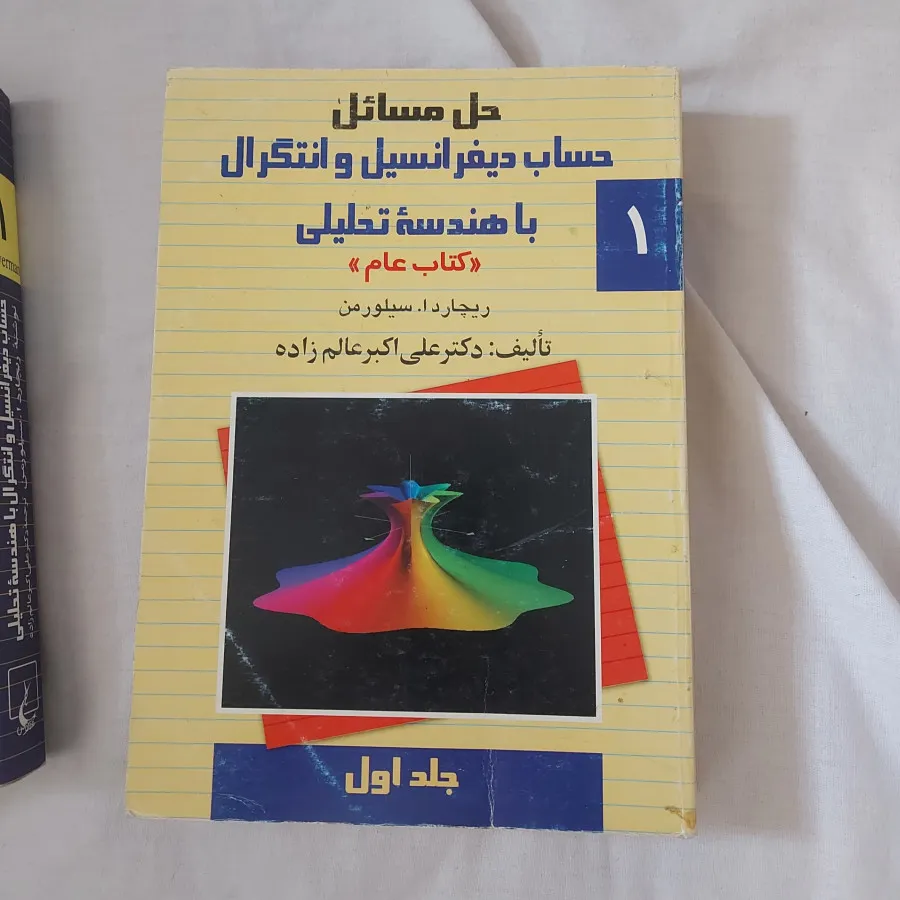 حل مسائل
حساب دیفرانسیل و انتگرال
با هندسهٔ تحلیلی
۱
«کتاب عام»
ریچارد ا. سیلورمن
تألیف: دکتر علی اکبر عالم زاده
جلد اول
حساب دیفرانسیل و انتگرال با هندسهٔ تحلیلی